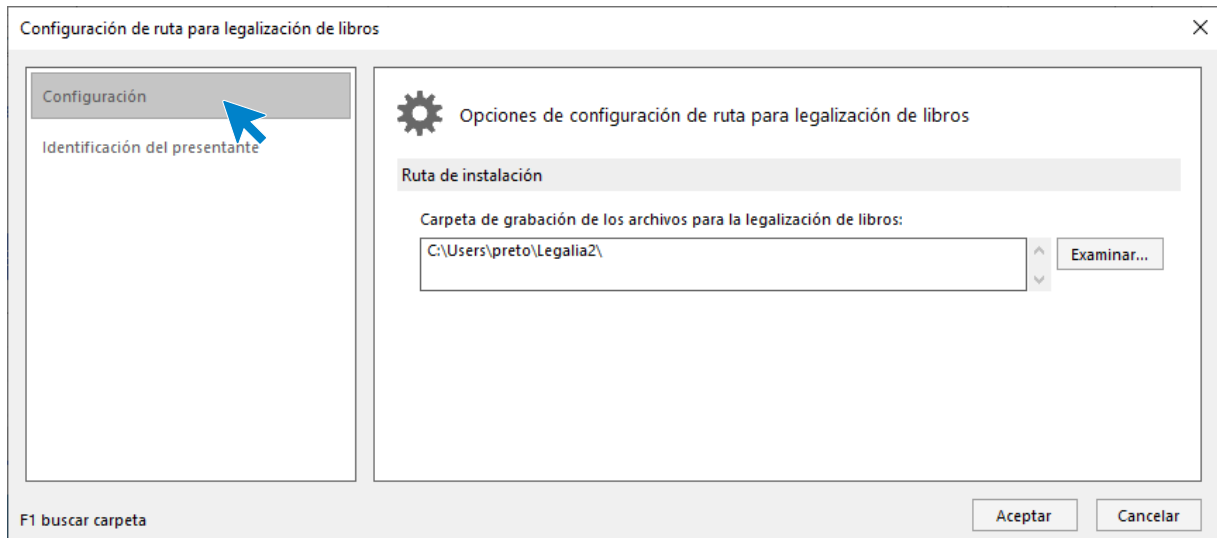 Configuración de ruta para legalización de libros
Configuración
Identificación del presentante
Opciones de configuración de ruta para legalización de libros
Ruta de instalación
Carpeta de grabación de los archivos para la legalización de libros:
C:\Users\preto\Legalia2\
Examinar...
F1 buscar carpeta
Aceptar
Cancelar